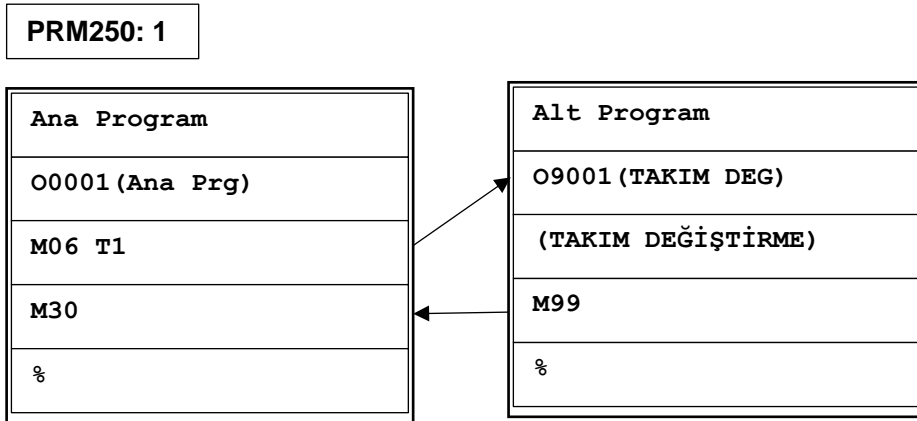 PRM250: 1
Ana Program
O0001(Ana Prg)
M06 T1
M30
%
Alt Program
O9001(TAKIM DEG)
(TAKIM DEĞİŞTİRME)
M99
%